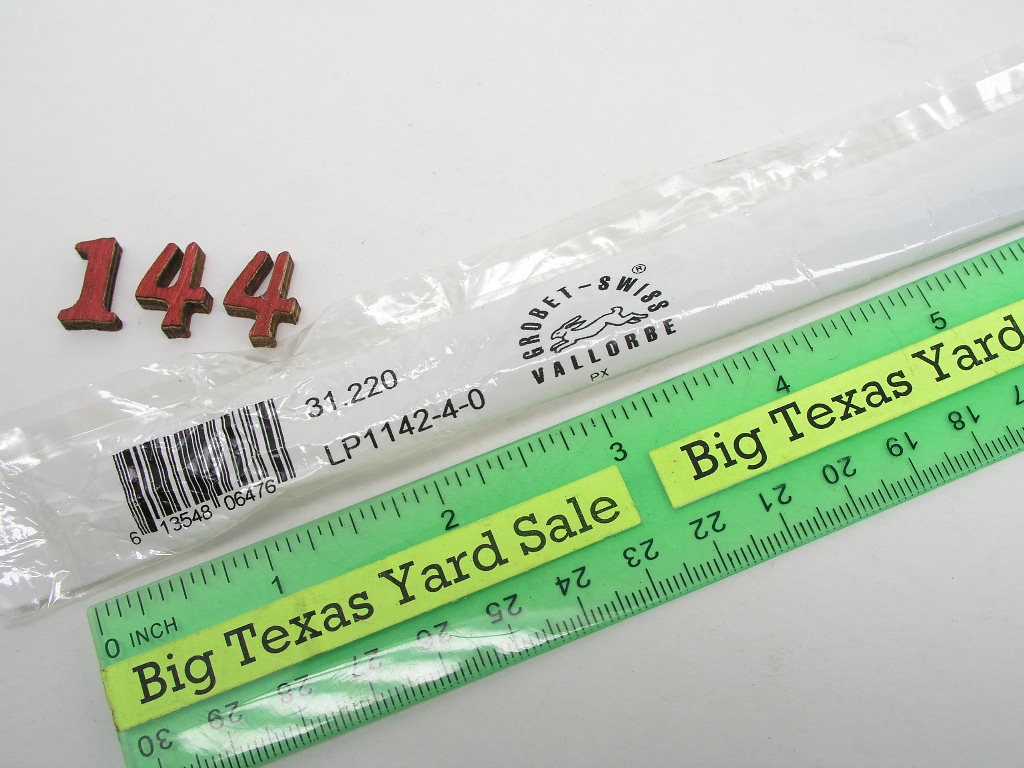 144
GROBET~SWISS®
VALLORBE
PX
31.220
LP1142-4-0
6 13548 06476
0 INCH 1 2 3 4 5
Big Texas Yard Sale
Big Texas Yard
30 29 28 27 26 25 24 23 22 21 20 19 18 17